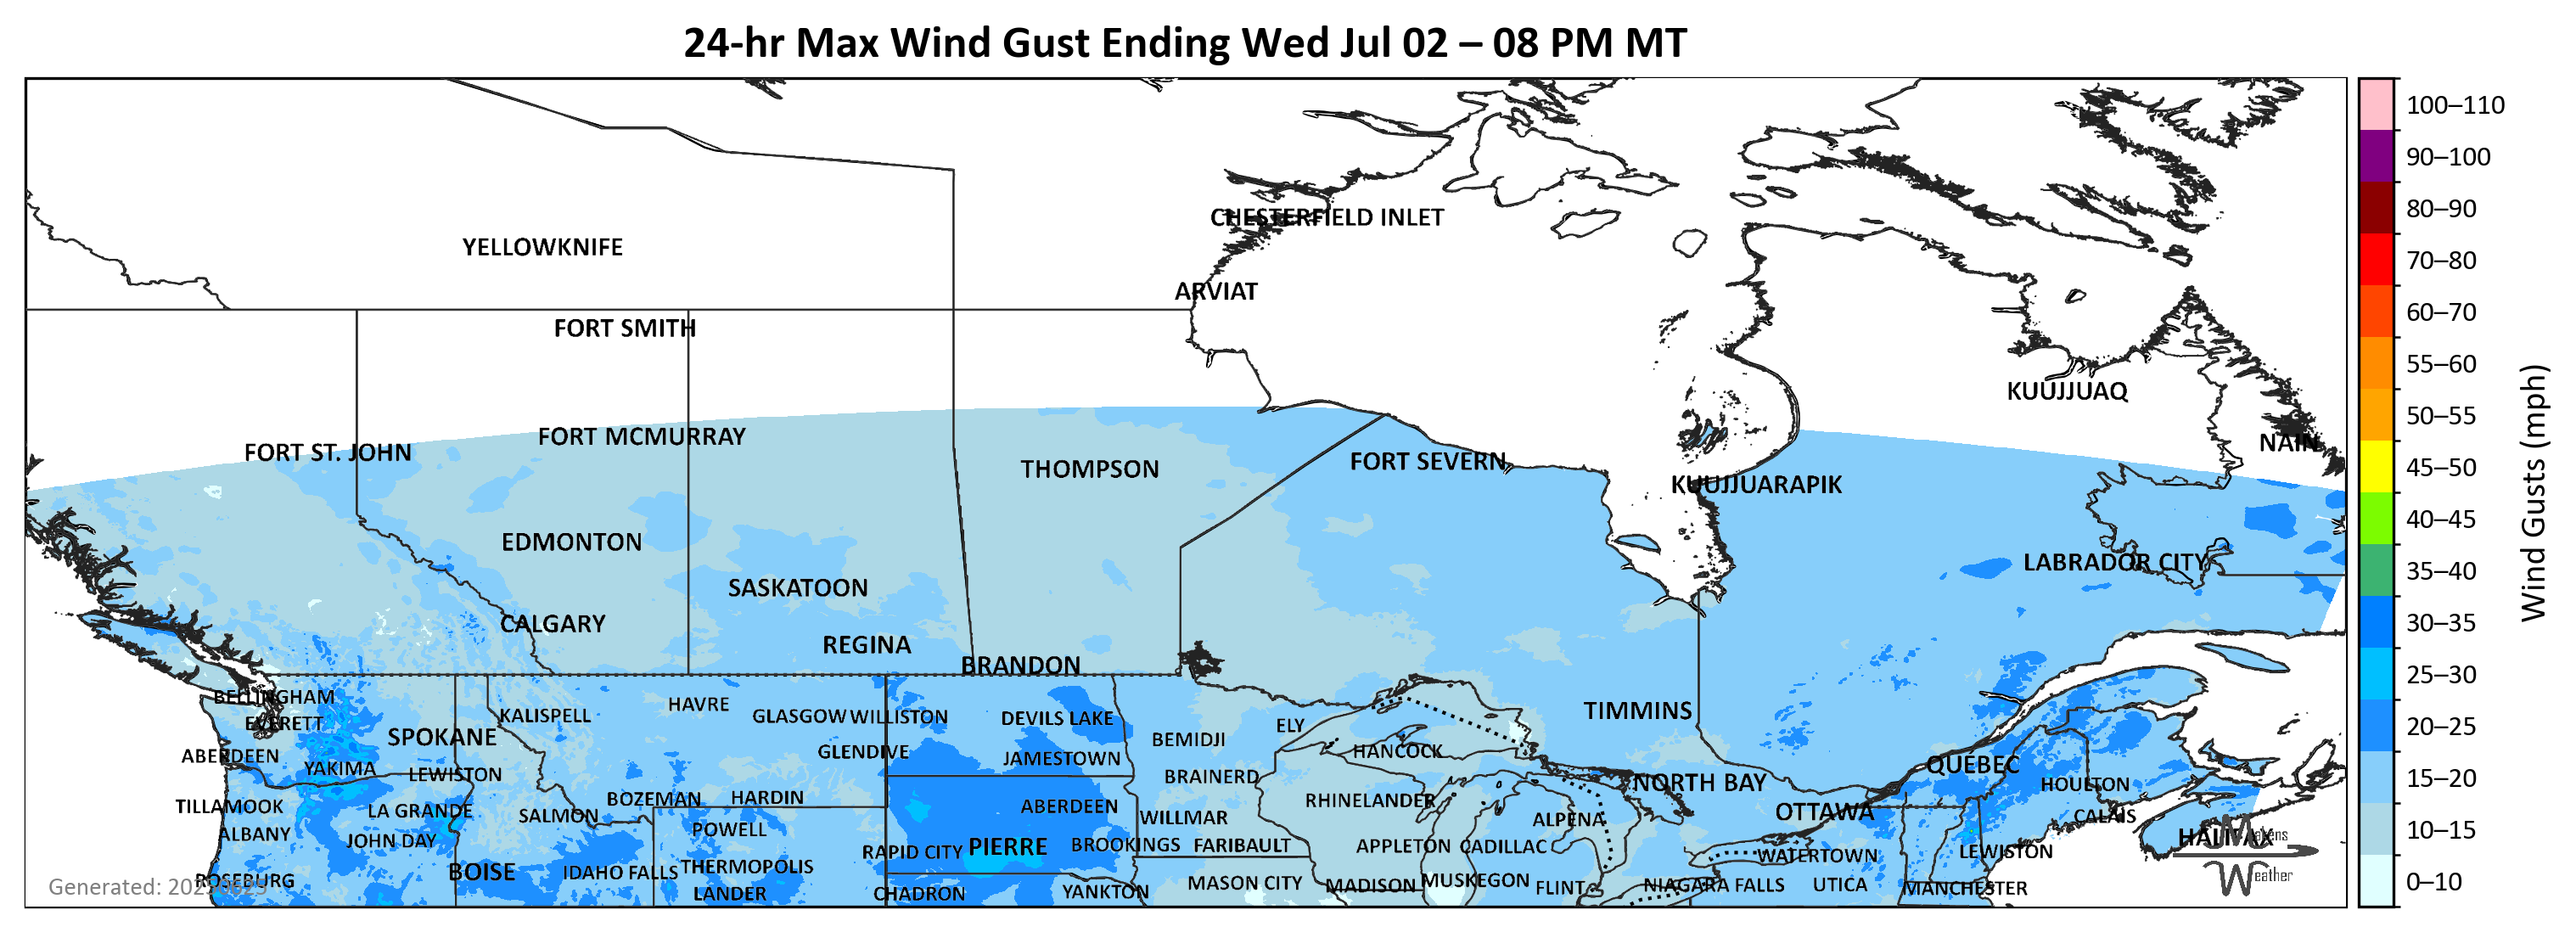 24-hr Max Wind Gust Ending Wed Jul 02 – 08 PM MT
100–110
90–100
80–90
70–80
60–70
55–60
50–55
45–50
40–45
35–40
30–35
25–30
20–25
15–20
10–15
0–10
Wind Gusts (mph)
CHESTERFIELD INLET
YELLOWKNIFE
ARVIAT
FORT SMITH
KUUJJUAQ
FORT MCMURRAY
NAIN
FORT ST. JOHN
FORT SEVERN
THOMPSON
KUUJJUARAPIK
EDMONTON
LABRADOR CITY
SASKATOON
CALGARY
REGINA
BRANDON
BELLINGHAM
HAVRE
TIMMINS
KALISPELL
GLASGOW
WILLISTON
DEVILS LAKE
EVERETT
ELY
SPOKANE
BEMIDJI
GLENDIVE
HANCOCK
ABERDEEN
JAMESTOWN
QUEBEC
YAKIMA
LEWISTON
BRAINERD
NORTH BAY
HOULTON
BOZEMAN
HARDIN
RHINELANDER
TILLAMOOK
LA GRANDE
ABERDEEN
SALMON
WILLMAR
OTTAWA
CALAIS
ALPENA
ALBANY
POWELL
HALIFAX
Makens
JOHN DAY
PIERRE
BROOKINGS
FARIBAULT
APPLETON
CADILLAC
RAPID CITY
LEWISTON
WATERTOWN
THERMOPOLIS
BOISE
IDAHO FALLS
Weather
ROSEBURG
MASON CITY
MADISON
MUSKEGON
FLINT
NIAGARA FALLS
UTICA
MANCHESTER
LANDER
CHADRON
YANKTON
Generated: